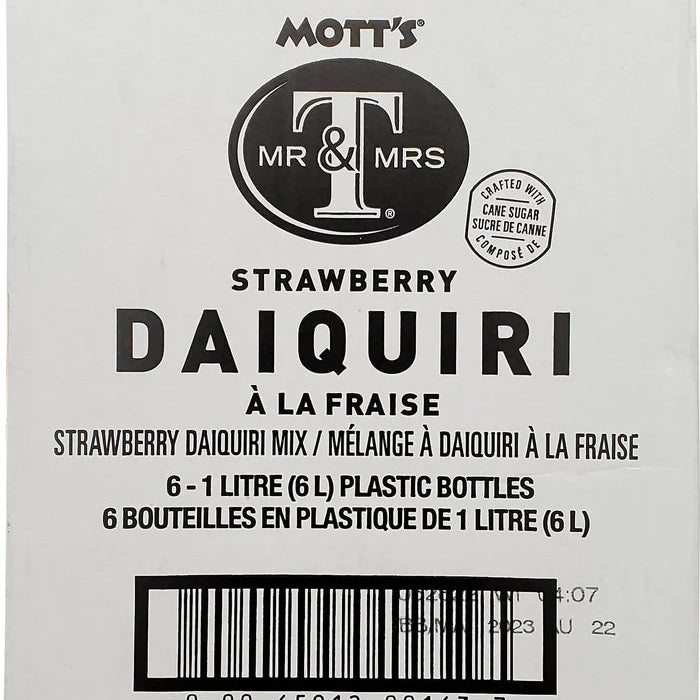 MOTT'S®
T
MR & MRS
®
CRAFTED WITH
CANE SUGAR
SUCRE DE CANNE
COMPOSÉ DE
STRAWBERRY
DAIQUIRI
À LA FRAISE
STRAWBERRY DAIQUIRI MIX / MÉLANGE À DAIQUIRI À LA FRAISE
6 - 1 LITRE (6 L) PLASTIC BOTTLES
6 BOUTEILLES EN PLASTIQUE DE 1 LITRE (6 L)
04:07
2023 AU 22